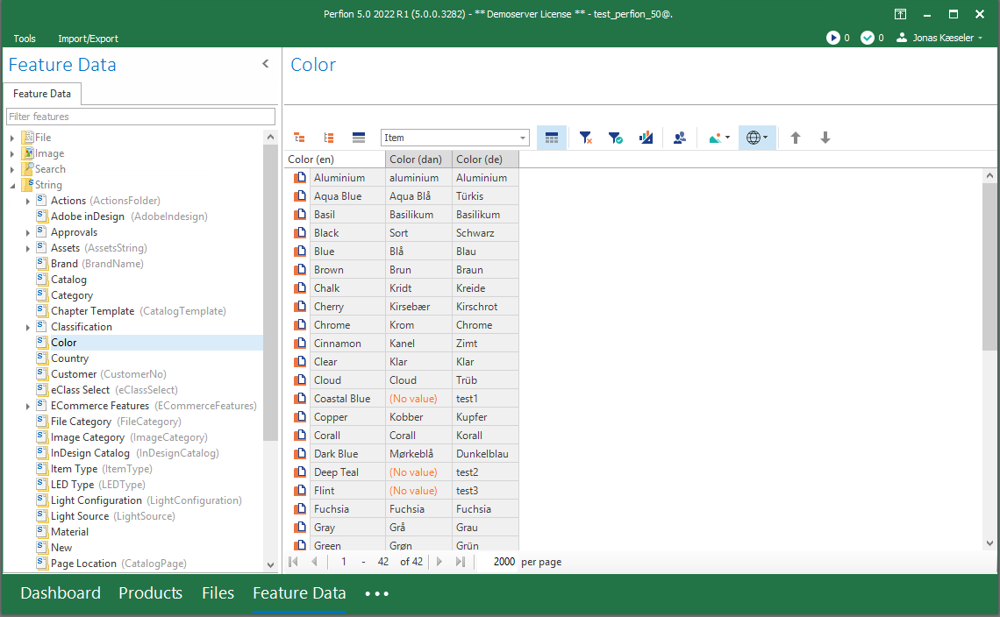 Perfion 5.0 2022 R1 (5.0.0.3282) - ** Demoserver License ** - test_perfion_50@.
Tools Import/Export 0 0 Jonas Kæseler
Feature Data
Feature Data
Filter features
File
Image
Search
String
Actions (ActionsFolder)
Adobe inDesign (AdobeIndesign)
Approvals
Assets (AssetsString)
Brand (BrandName)
Catalog
Category
Chapter Template (CatalogTemplate)
Classification
Color
Country
Customer (CustomerNo)
eClass Select (eClassSelect)
ECommerce Features (ECommerceFeatures)
File Category (FileCategory)
Image Category (ImageCategory)
InDesign Catalog (InDesignCatalog)
Item Type (ItemType)
LED Type (LEDType)
Light Configuration (LightConfiguration)
Light Source (LightSource)
Material
New
Page Location (CatalogPage)
Color
Item
Color (en) Color (dan) Color (de)
Aluminium aluminium Aluminium
Aqua Blue Aqua Blå Türkis
Basil Basilikum Basilikum
Black Sort Schwarz
Blue Blå Blau
Brown Brun Braun
Chalk Kridt Kreide
Cherry Kirsebær Kirschrot
Chrome Krom Chrome
Cinnamon Kanel Zimt
Clear Klar Klar
Cloud Cloud Trüb
Coastal Blue (No value) test1
Copper Kobber Kupfer
Corall Corall Korall
Dark Blue Mørkeblå Dunkelblau
Deep Teal (No value) test2
Flint (No value) test3
Fuchsia Fuchsia Fuchsia
Gray Grå Grau
Green Grøn Grün
1 - 42 of 42 2000 per page
Dashboard Products Files Feature Data •••